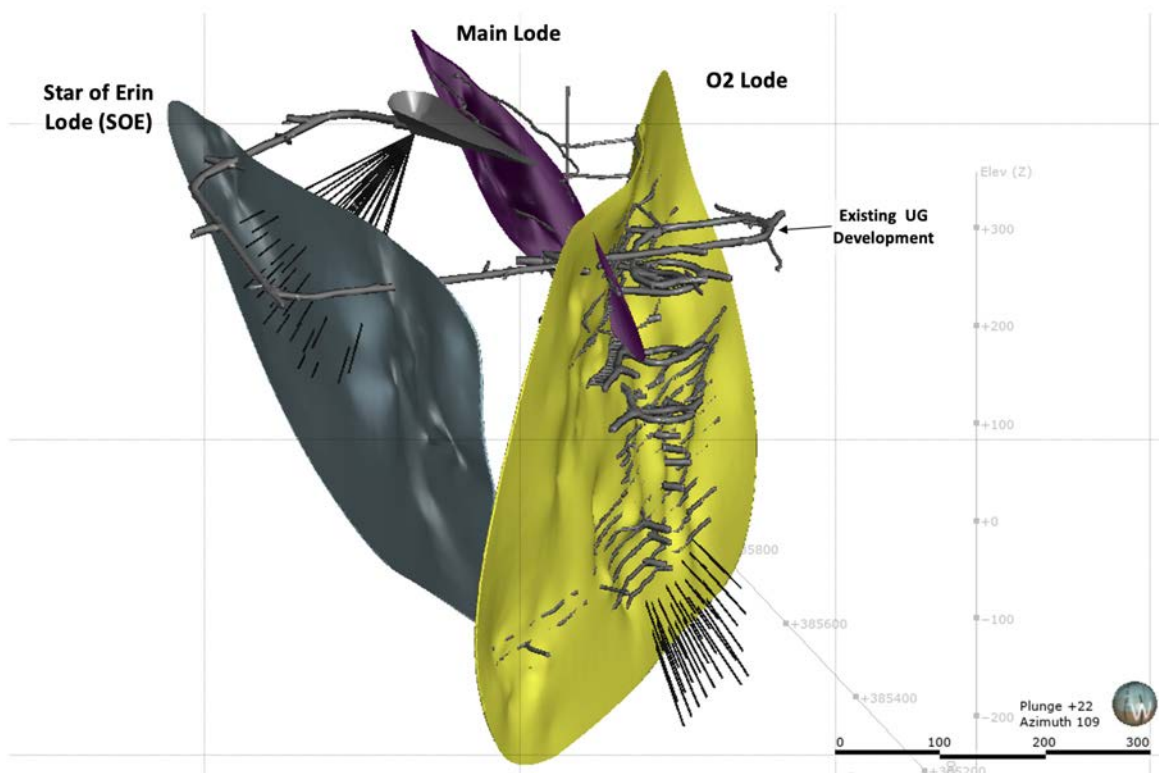 Main Lode
O2 Lode
Star of Erin
Lode (SOE)
Elev (Z)
Existing UG
Development
+300
+200
+100
+0
+385600
-100
+385400
-200
Plunge +22
Azimuth 109
W
0 100 200 300